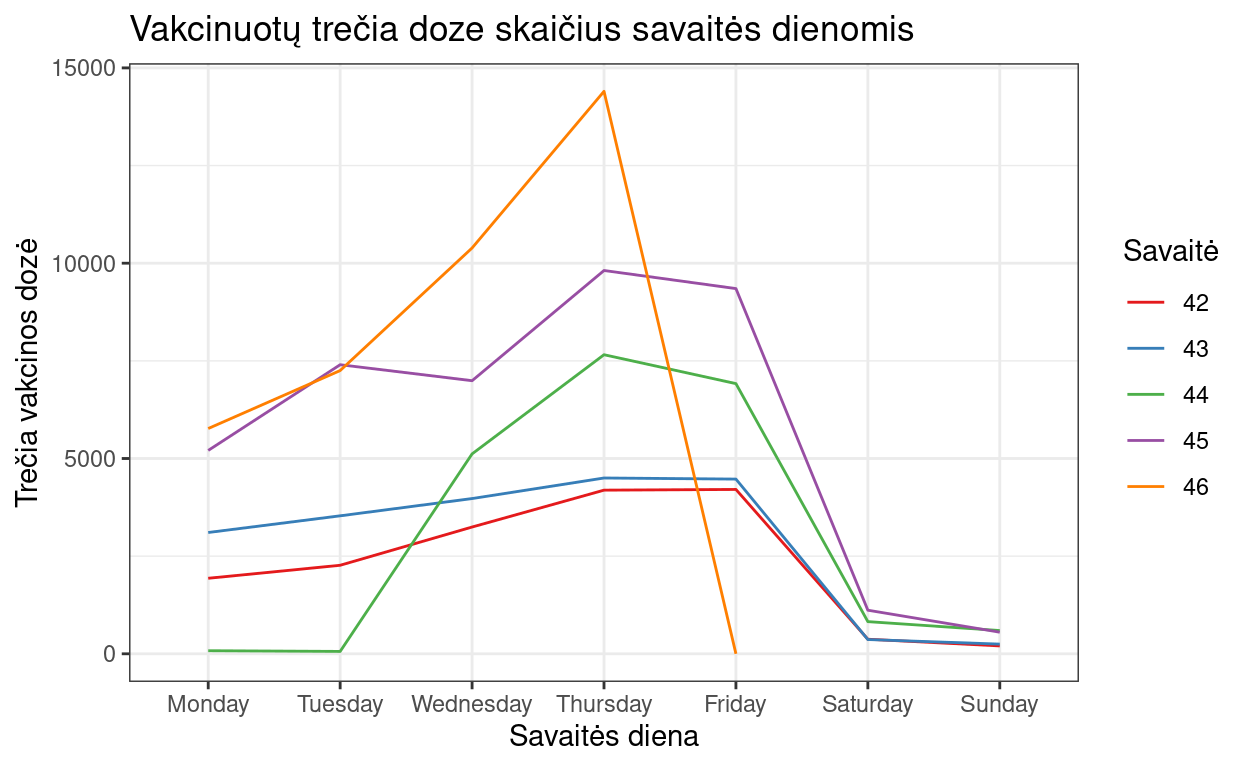 Vakcinuotų trečia doze skaičius savaitės dienomis
Trečia vakcinos dozė
15000
10000
5000
0
Monday Tuesday Wednesday Thursday Friday Saturday Sunday
Savaitės diena
Savaitė
42
43
44
45
46